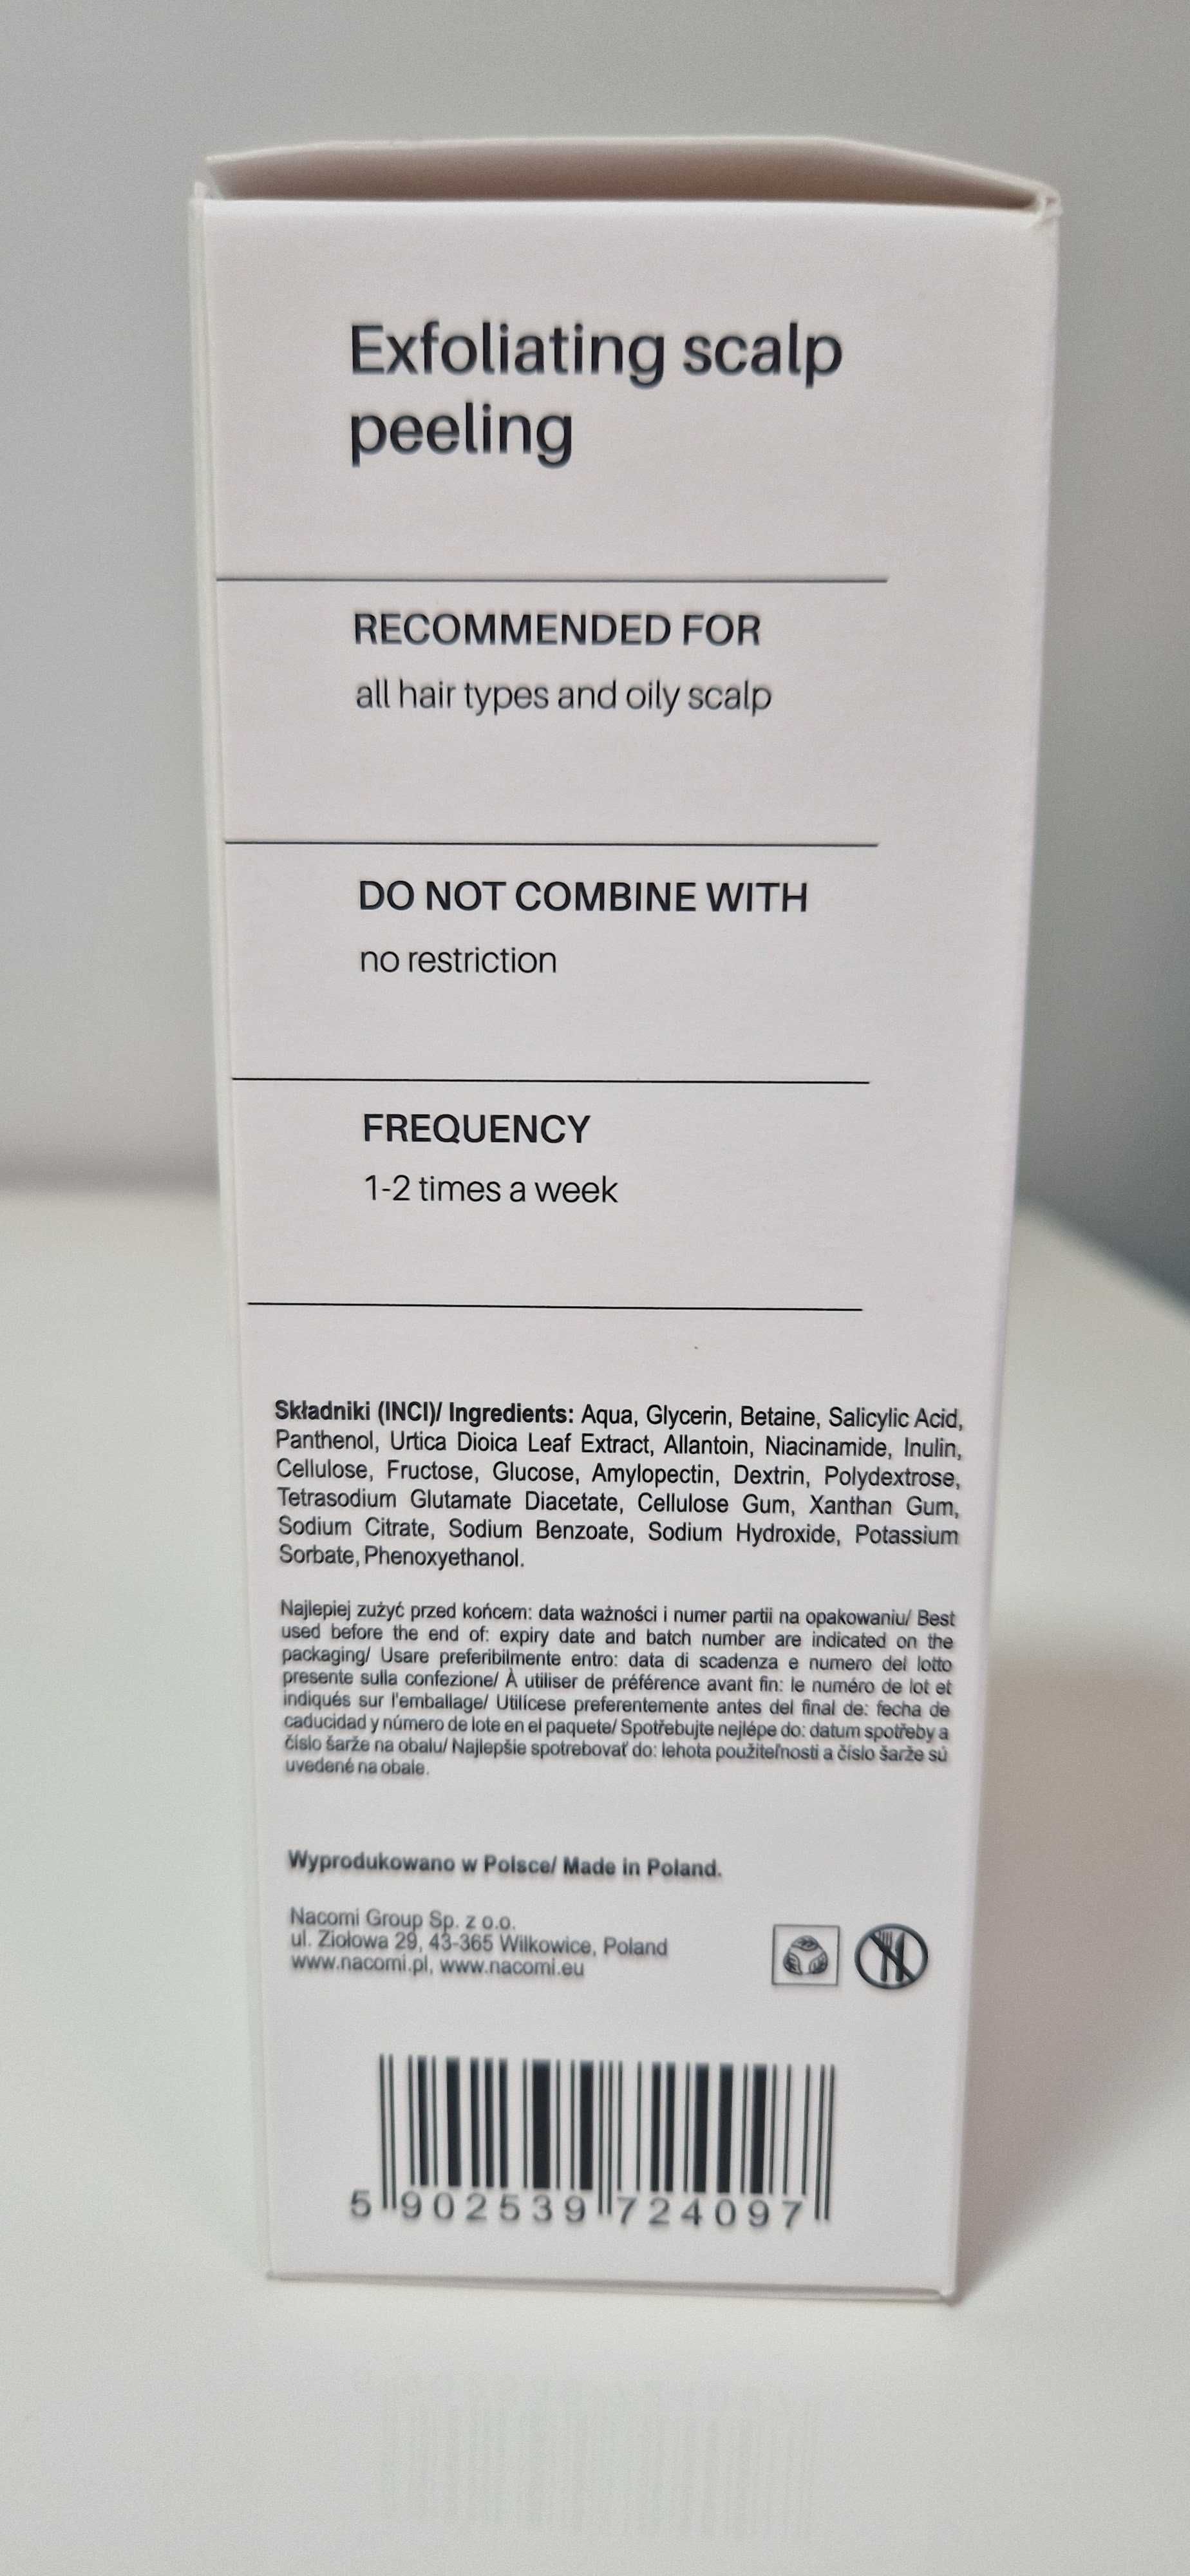 Exfoliating scalp
peeling
RECOMMENDED FOR
all hair types and oily scalp
DO NOT COMBINE WITH
no restriction
FREQUENCY
1-2 times a week
Składniki (INCI)/ Ingredients: Aqua, Glycerin, Betaine, Salicylic Acid,
Panthenol, Urtica Dioica Leaf Extract, Allantoin, Niacinamide, Inulin,
Cellulose, Fructose, Glucose, Amylopectin, Dextrin, Polydextrose,
Tetrasodium Glutamate Diacetate, Cellulose Gum, Xanthan Gum,
Sodium Citrate, Sodium Benzoate, Sodium Hydroxide, Potassium
Sorbate, Phenoxyethanol.
Najlepiej zużyć przed końcem: data ważności i numer partii na opakowaniu/ Best
used before the end of: expiry date and batch number are indicated on the
packaging/ Usare preferibilmente entro: data di scadenza e numero del lotto
presente sulla confezione/ À utiliser de préférence avant fin: le numéro de lot et
indiqués sur l'emballage/ Utilícese preferentemente antes del final de: fecha de
caducidad y número de lote en el paquete/ Spotřebujte nejlépe do: datum spotřeby a
číslo šarže na obalu/ Najlepšie spotrebovať do: lehota použiteľnosti a číslo šarže sú
uvedené na obale.
Wyprodukowano w Polsce/ Made in Poland.
Nacomi Group Sp. z o.o.
ul. Ziołowa 29, 43-365 Wilkowice, Poland
www.nacomi.pl, www.nacomi.eu
5 902539 724097